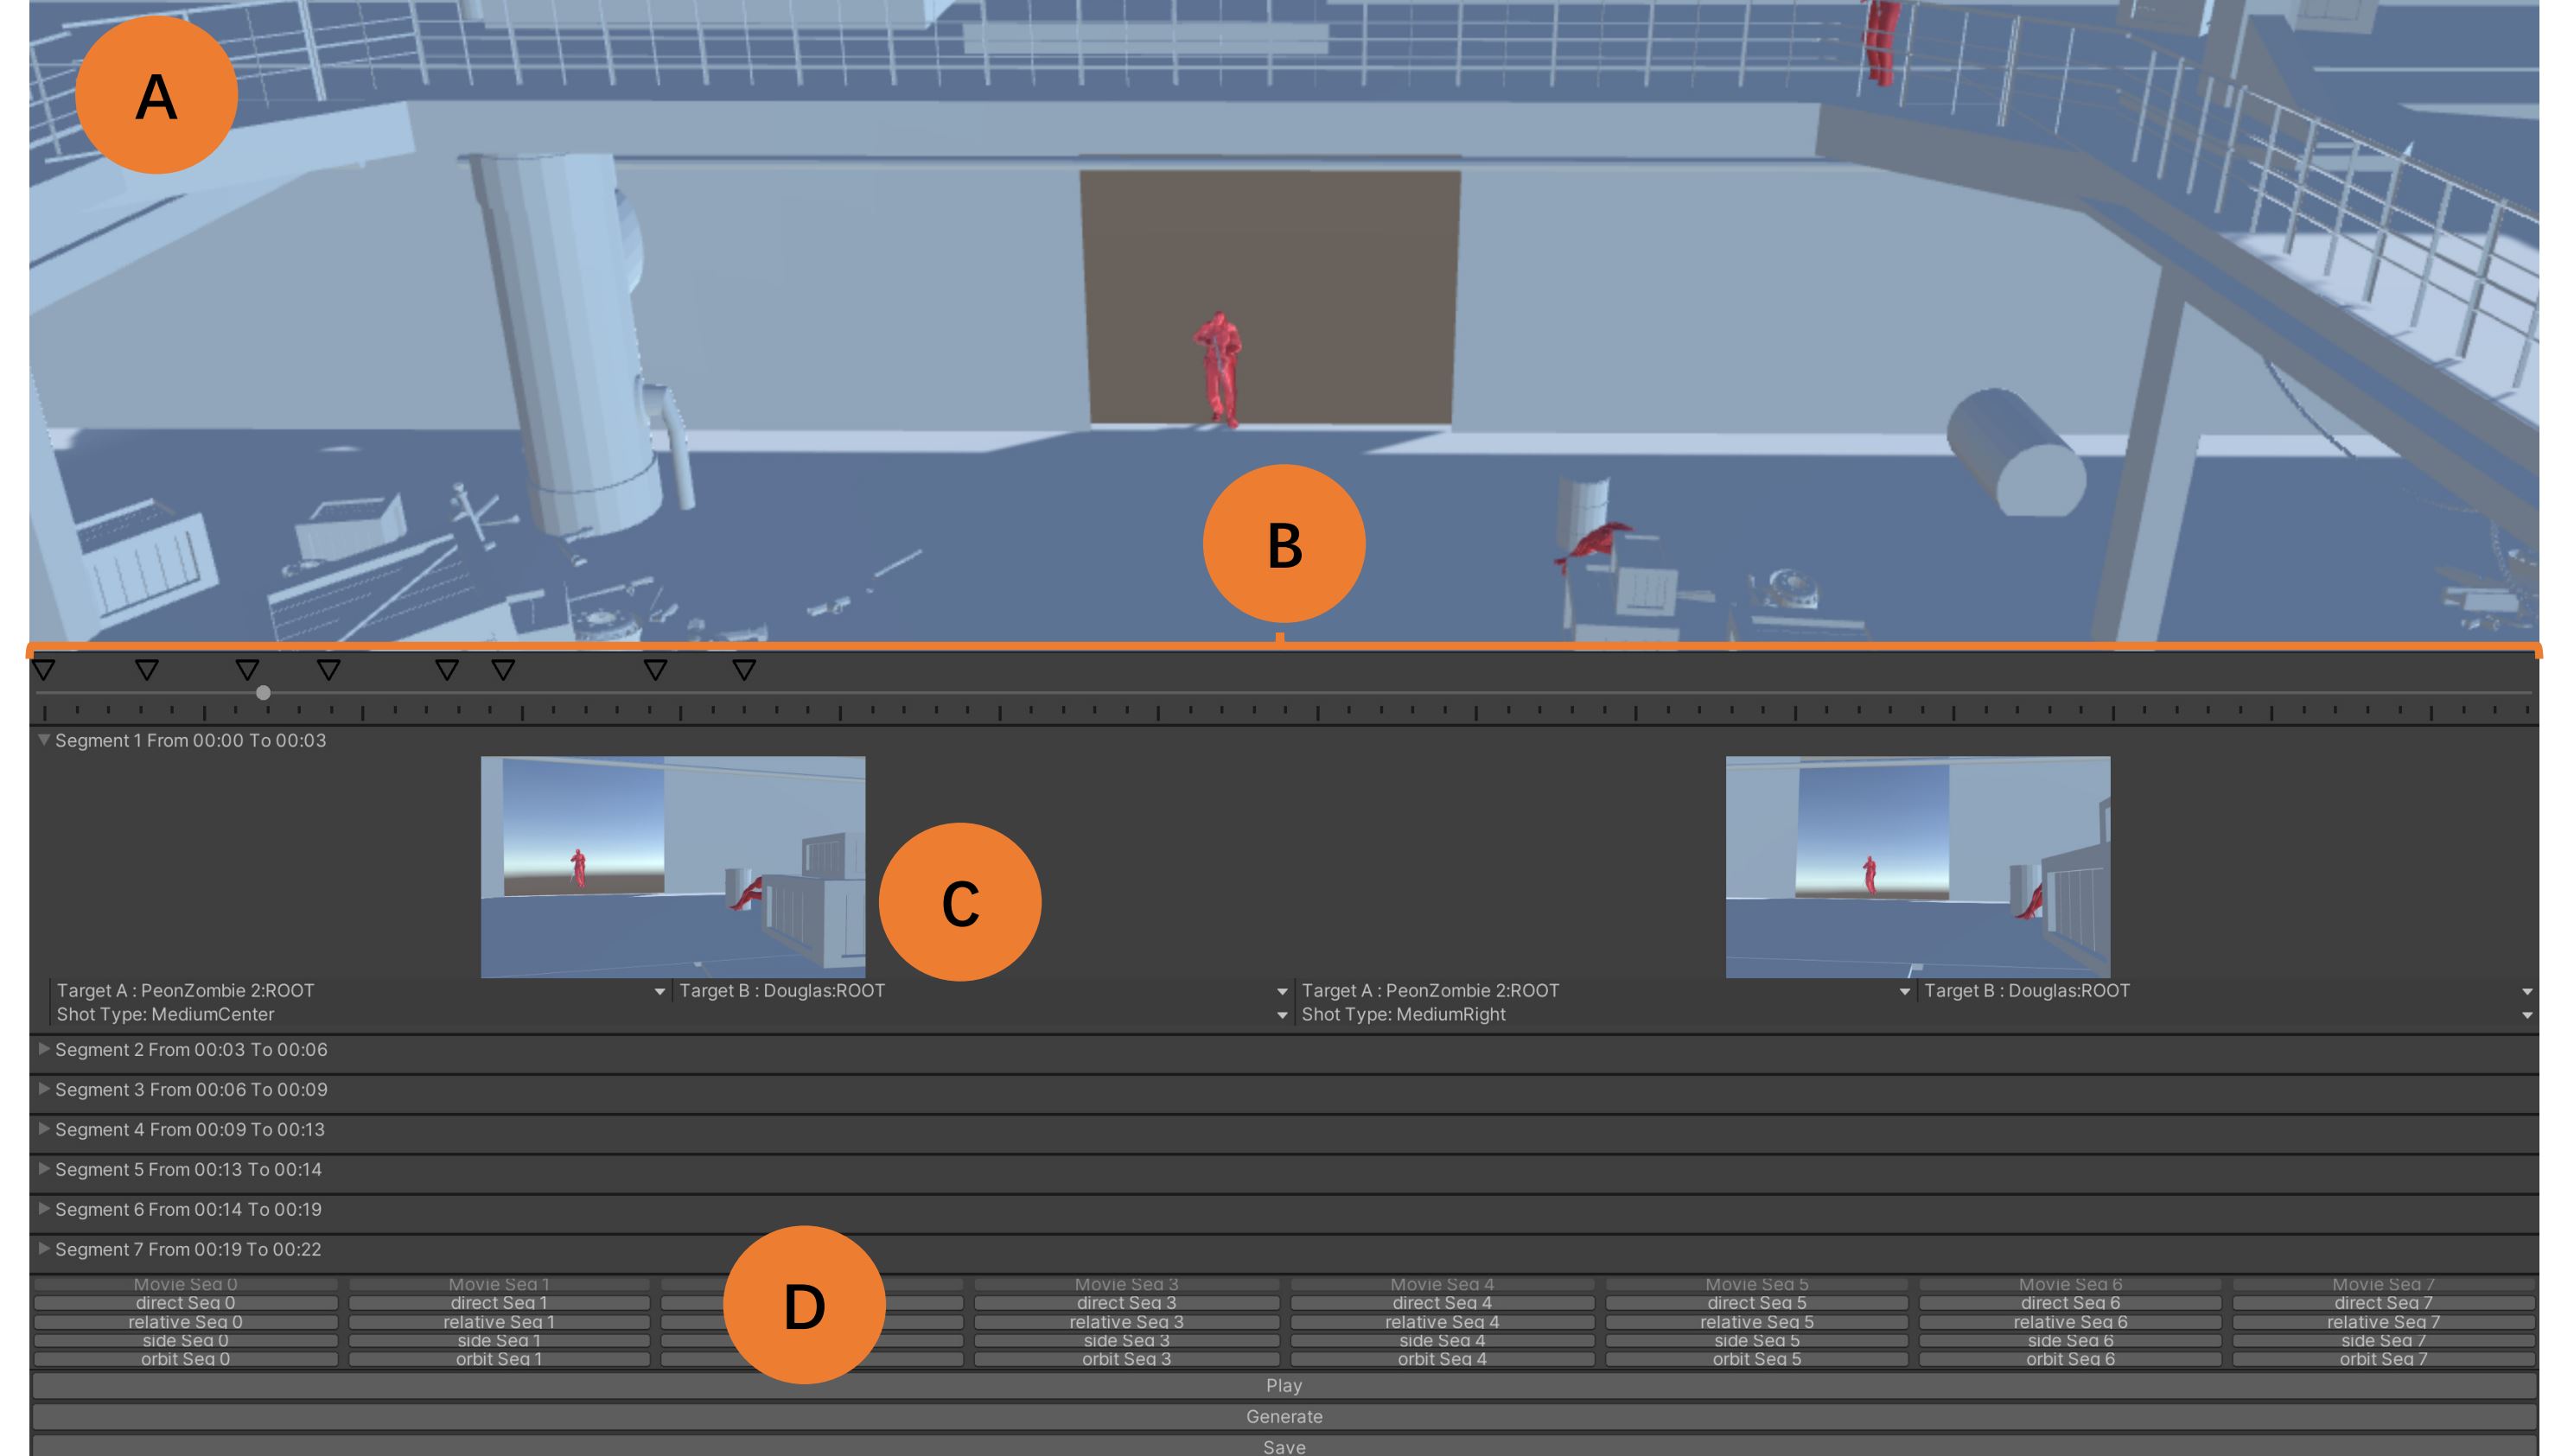 A
B
Segment 1 From 00:00 To 00:03
C
Target A : PeonZombie 2:ROOT Target B : Douglas:ROOT Target A : PeonZombie 2:ROOT Target B : Douglas:ROOT
Shot Type: MediumCenter Shot Type: MediumRight
Segment 2 From 00:03 To 00:06
Segment 3 From 00:06 To 00:09
Segment 4 From 00:09 To 00:13
Segment 5 From 00:13 To 00:14
Segment 6 From 00:14 To 00:19
Segment 7 From 00:19 To 00:22
D
Movie Seq 0 Movie Seq 1 Movie Seq 3 Movie Seq 4 Movie Seq 5 Movie Seq 6 Movie Seq 7
direct Seq 0 direct Seq 1 direct Seq 3 direct Seq 4 direct Seq 5 direct Seq 6 direct Seq 7
relative Seq 0 relative Seq 1 relative Seq 3 relative Seq 4 relative Seq 5 relative Seq 6 relative Seq 7
side Seq 0 side Seq 1 side Seq 3 side Seq 4 side Seq 5 side Seq 6 side Seq 7
orbit Seq 0 orbit Seq 1 orbit Seq 3 orbit Seq 4 orbit Seq 5 orbit Seq 6 orbit Seq 7
Play
Generate
Save